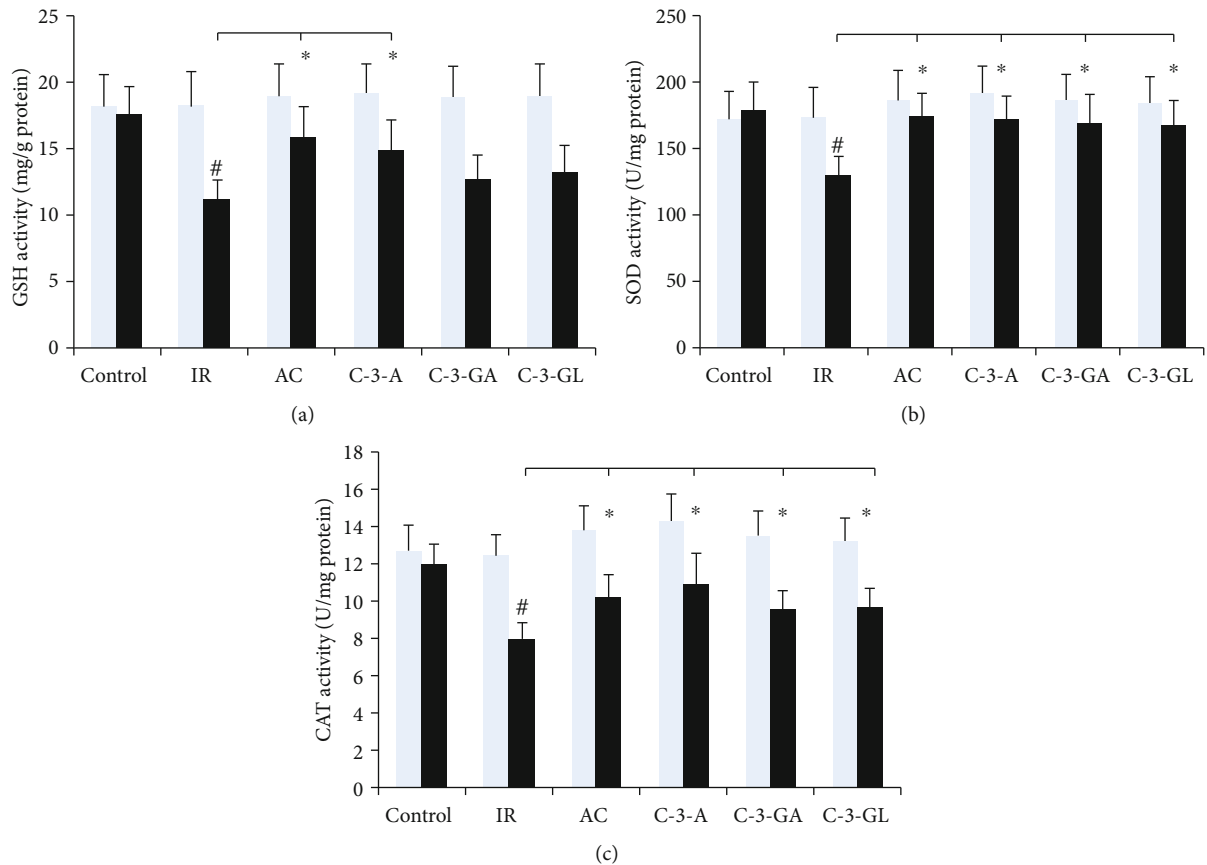 GSH activity (mg/g protein)
25
20
15
10
5
0
*
*
#
Control
IR
AC
C-3-A
C-3-GA
C-3-GL
(a)
SOD activity (U/mg protein)
250
200
150
100
50
0
*
*
*
*
#
Control
IR
AC
C-3-A
C-3-GA
C-3-GL
(b)
CAT activity (U/mg protein)
18
16
14
12
10
8
6
4
2
0
*
*
*
*
#
Control
IR
AC
C-3-A
C-3-GA
C-3-GL
(c)